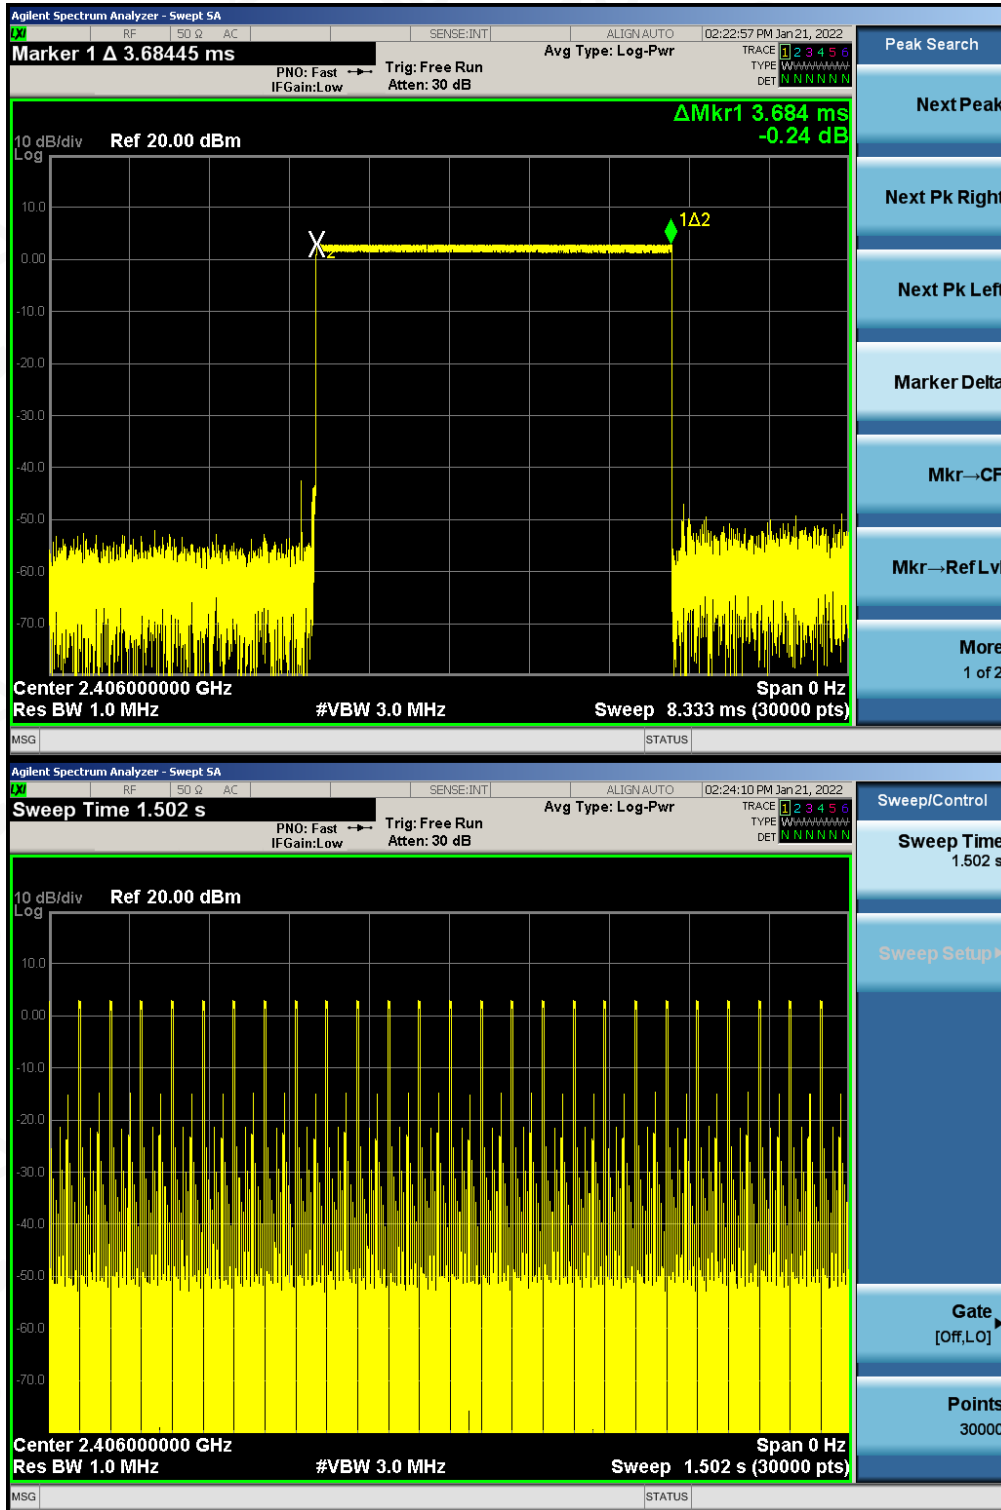 Agilent Spectrum Analyzer - Swept SA
LXI RF 50 Ω AC SENSE:INT ALIGN AUTO 02:22:57 PM Jan 21, 2022
Marker 1 Δ 3.68445 ms
Avg Type: Log-Pwr
TRACE 1 2 3 4 5 6
PNO: Fast
Trig: Free Run
TYPE WWWWWW
IFGain:Low
Atten: 30 dB
DET N N N N N N
ΔMkr1 3.684 ms
-0.24 dB
10 dB/div Ref 20.00 dBm
Log
10.0
1Δ2
X2
0.00
-10.0
-20.0
-30.0
-40.0
-50.0
-60.0
-70.0
Center 2.406000000 GHz Span 0 Hz
Res BW 1.0 MHz #VBW 3.0 MHz Sweep 8.333 ms (30000 pts)
MSG STATUS
Peak Search
Next Peak
Next Pk Right
Next Pk Left
Marker Delta
Mkr→CF
Mkr→Ref Lvl
More
1 of 2
Agilent Spectrum Analyzer - Swept SA
LXI RF 50 Ω AC SENSE:INT ALIGN AUTO 02:24:10 PM Jan 21, 2022
Sweep Time 1.502 s
Avg Type: Log-Pwr
TRACE 1 2 3 4 5 6
PNO: Fast
Trig: Free Run
TYPE WWWWWW
IFGain:Low
Atten: 30 dB
DET N N N N N N
10 dB/div Ref 20.00 dBm
Log
10.0
0.00
-10.0
-20.0
-30.0
-40.0
-50.0
-60.0
-70.0
Center 2.406000000 GHz Span 0 Hz
Res BW 1.0 MHz #VBW 3.0 MHz Sweep 1.502 s (30000 pts)
MSG STATUS
Sweep/Control
Sweep Time
1.502 s
Sweep Setup
Gate
[Off,LO]
Points
30000